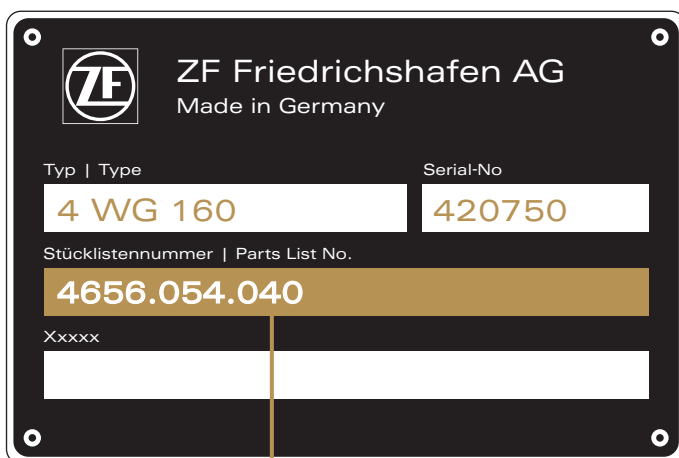 ZF
ZF Friedrichshafen AG
Made in Germany
Typ | Type
Serial-No
4 WG 160
420750
Stücklistennummer | Parts List No.
4656.054.040
Xxxxx